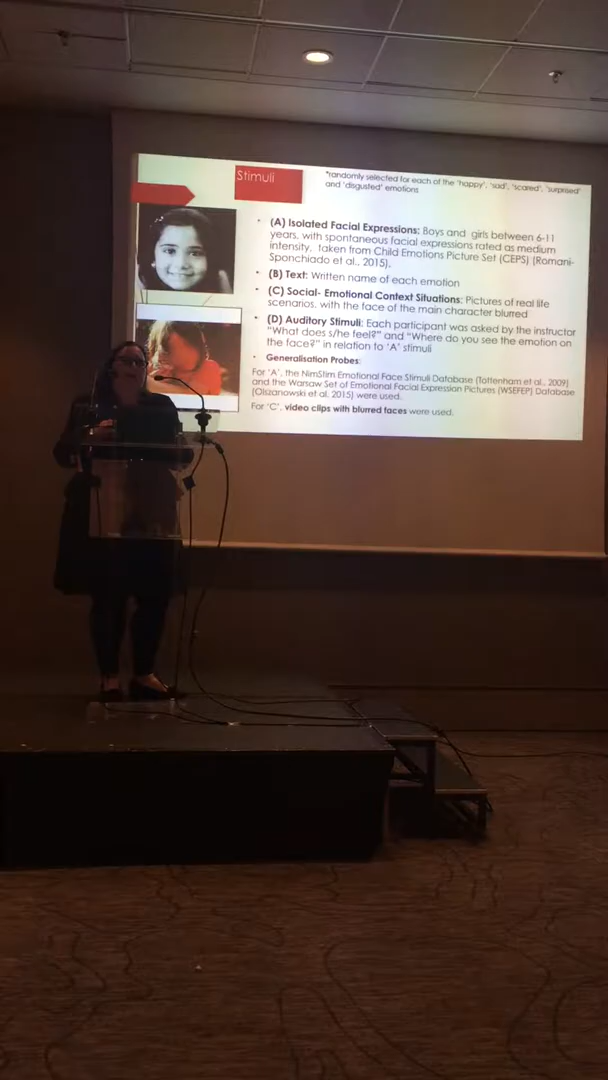 Stimuli
*randomly selected for each of the 'happy', 'sad', 'scared', 'surprised'
and 'disgusted' emotions
(A) Isolated Facial Expressions: Boys and girls between 6-11
years, with spontaneous facial expressions rated as medium
intensity, taken from Child Emotions Picture Set (CEPS) (Romani-
Sponchiado et al., 2015).
(B) Text: Written name of each emotion
(C) Social- Emotional Context Situations: Pictures of real life
scenarios, with the face of the main character blurred
(D) Auditory Stimuli: Each participant was asked by the instructor
"What does s/he feel?" and "Where do you see the emotion on
the face?" in relation to 'A' stimuli
Generalisation Probes:
For 'A', the NimStim Emotional Face Stimuli Database (Tottenham et al., 2009)
and the Warsaw Set of Emotional Facial Expression Pictures (WSEFEP) Database
(Olszanowski et al. 2015) were used.
For 'C', video clips with blurred faces were used.